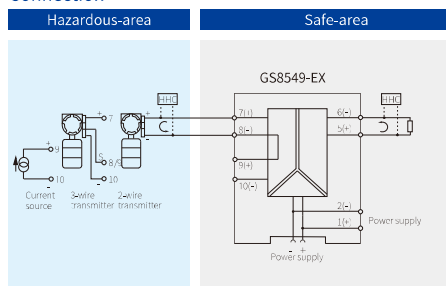 Connection
Hazardous-area
Safe-area
GS8549-EX
HHC
HHC
+ 7
+
7(+)
6(-)
-
8(-)
5(+)
+ 9
S 8/9
9(+)
- 10
- 10
10(-)
Current source
3-wire transmitter
2-wire transmitter
2(-)
Power supply
1(+)
- +
Power supply